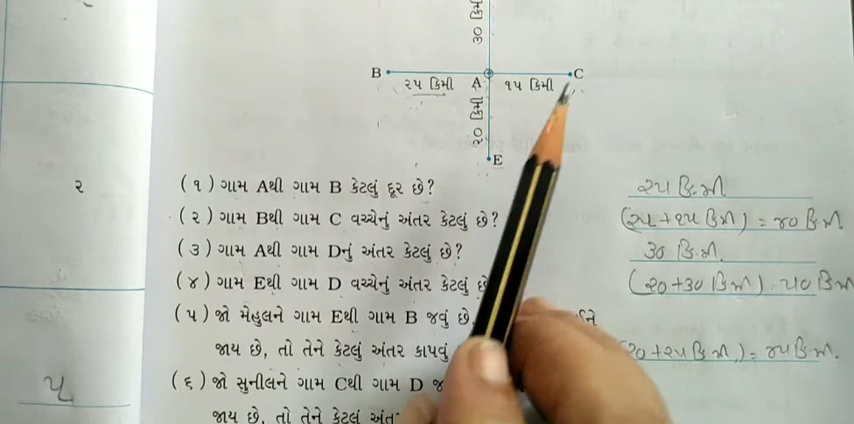 ૩૦ કિમી
B A C
૨૫ કિમી ૧૫ કિમી
૨૦ કિમી
E
૨ (૧) ગામ Aથી ગામ B કેટલું દૂર છે? ૨૫ કિ.મી
(૨) ગામ Bથી ગામ C વચ્ચેનું અંતર કેટલું છે? (૨૫+૧૫ કિમી) = ૪૦ કિમી.
(૩) ગામ Aથી ગામ Dનું અંતર કેટલું છે? ૩૦ કિ.મી.
(૪) ગામ Eથી ગામ D વચ્ચેનું અંતર કેટલું (૨૦+૩૦ કિમી) = ૫૦ કિમી
(૫) જો મેહુલને ગામ Eથી ગામ B જવું છે,
જાય છે, તો તેને કેટલું અંતર કાપવું ૨૦+૨૫ કિમી) = ૪૫ કિમી.
૫ (૬) જો સુનીલને ગામ Cથી ગામ D
જાય છે, તો તેને કેટલું